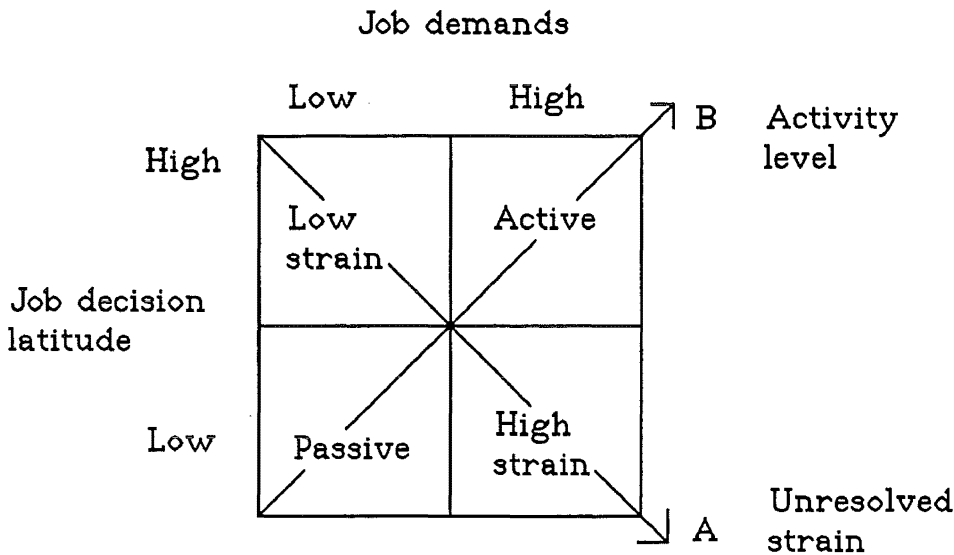 Job demands
Low High
B Activity
level
High
Low
strain
Active
Job decision
latitude
Low
Passive
High
strain
A Unresolved
strain